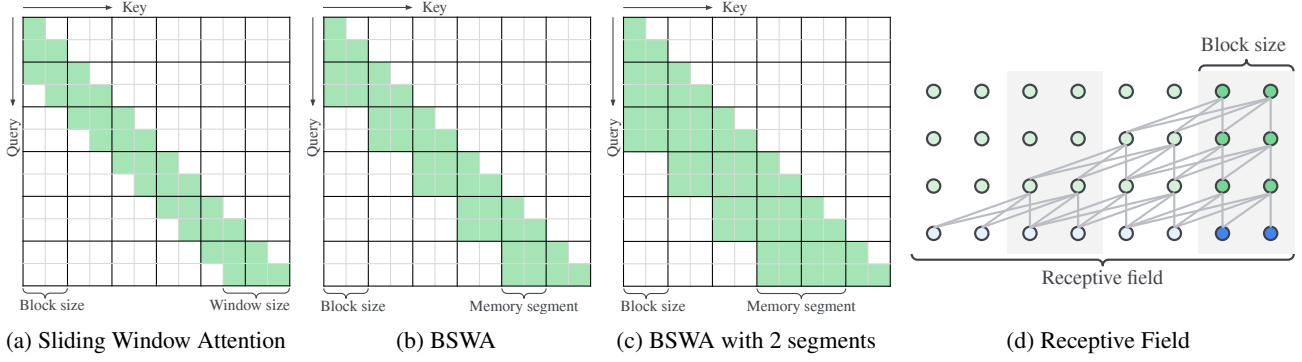 Key
Query
Block size
Window size
(a) Sliding Window Attention
Key
Query
Block size
Memory segment
(b) BSWA
Key
Query
Block size
Memory segment
(c) BSWA with 2 segments
Block size
Receptive field
(d) Receptive Field